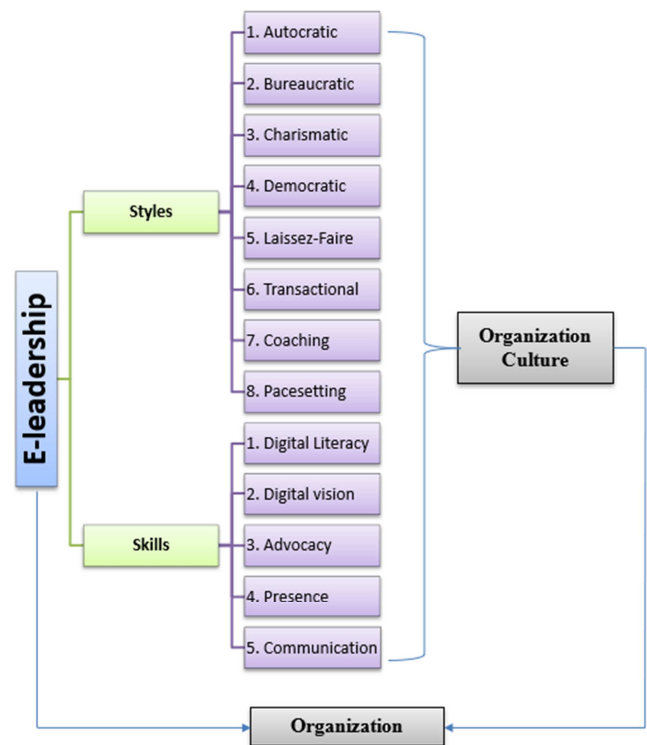 E-leadership
Styles
1. Autocratic
2. Bureaucratic
3. Charismatic
4. Democratic
5. Laissez-Faire
6. Transactional
7. Coaching
8. Pacesetting
Skills
1. Digital Literacy
2. Digital vision
3. Advocacy
4. Presence
5. Communication
Organization
Culture
Organization